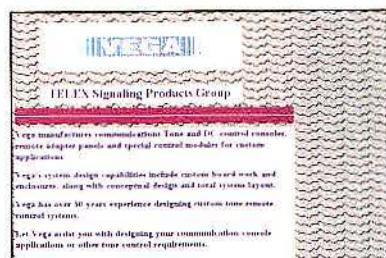 VEGA
TELEX Signaling Products Group
Vega manufactures communications Tone and DC control consoles,
remote adapter panels and special control modules for custom
applications
Vega's system design capabilities include custom board work and
enclosures, along with conceptual design and total system layout.
Vega has over 30 years experience designing custom tone remote
control systems.
Let Vega assist you with designing your communication console
applications or other tone control requirements.